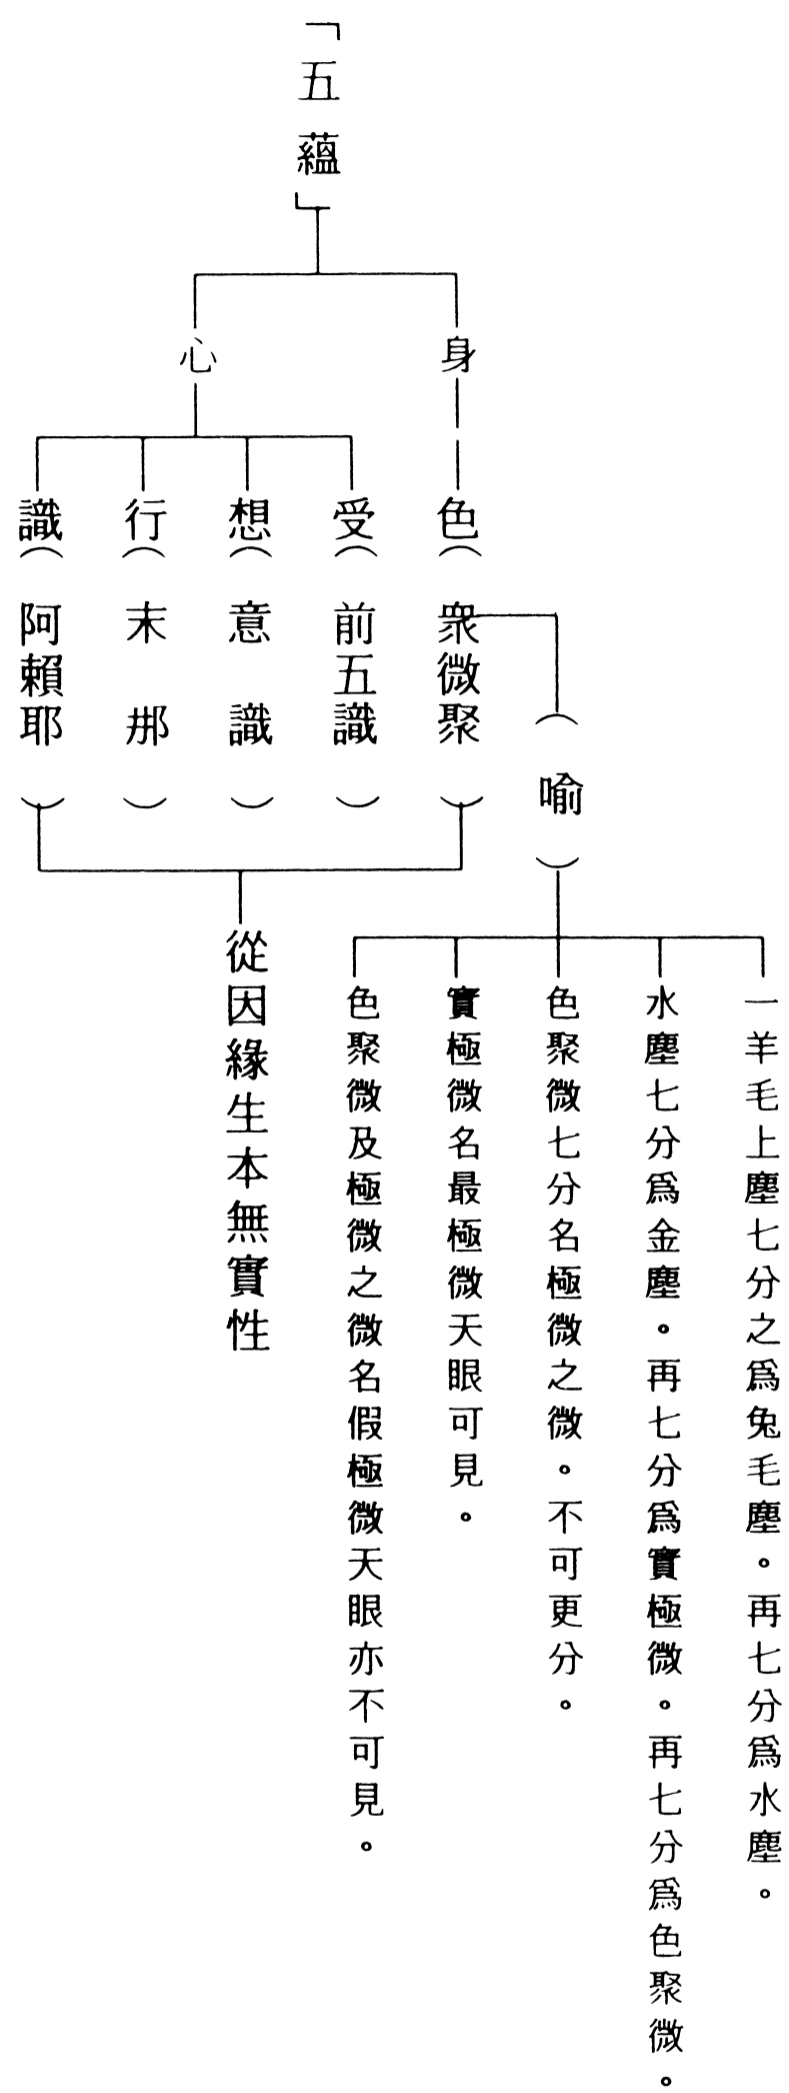 「五蘊」
身
心
色（眾微聚）
受（前五識）
想（意識）
行（末那）
識（阿賴耶）
（喻）
一羊毛上塵七分之爲兔毛塵。再七分爲水塵。
水塵七分爲金塵。再七分爲實極微。再七分爲色聚微。
色聚微七分名極微之微。不可更分。
實極微名最極微天眼可見。
色聚微及極微之微名假極微天眼亦不可見。
從因緣生本無實性